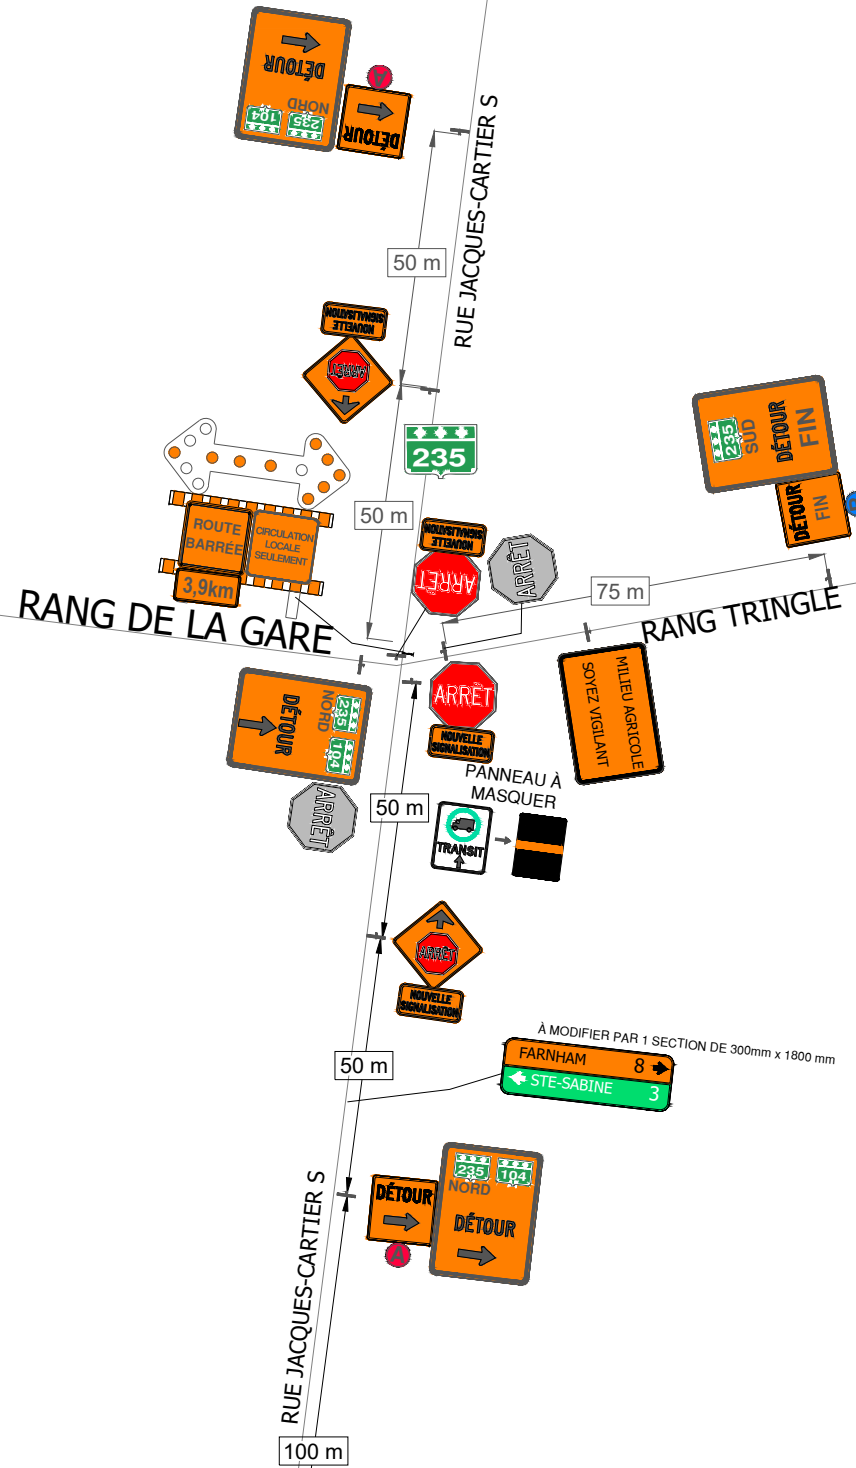 DÉTOUR
NORD
104
235
A
DÉTOUR
RUE JACQUES-CARTIER S
50 m
NOUVELLE
SIGNALISATION
ARRÊT
235
235
SUD
DÉTOUR
FIN
DÉTOUR
FIN
50 m
ROUTE
BARRÉE
CIRCULATION
LOCALE
SEULEMENT
3,9km
NOUVELLE
SIGNALISATION
ARRÊT
ARRÊT
75 m
RANG DE LA GARE
RANG TRINGLE
MILIEU AGRICOLE
SOYEZ VIGILANT
NORD
235
104
DÉTOUR
ARRÊT
ARRÊT
NOUVELLE
SIGNALISATION
PANNEAU À
MASQUER
50 m
TRANSIT
ARRÊT
NOUVELLE
SIGNALISATION
À MODIFIER PAR 1 SECTION DE 300mm x 1800 mm
FARNHAM 8
STE-SABINE 3
50 m
235 104
NORD
DÉTOUR
DÉTOUR
A
RUE JACQUES-CARTIER S
100 m